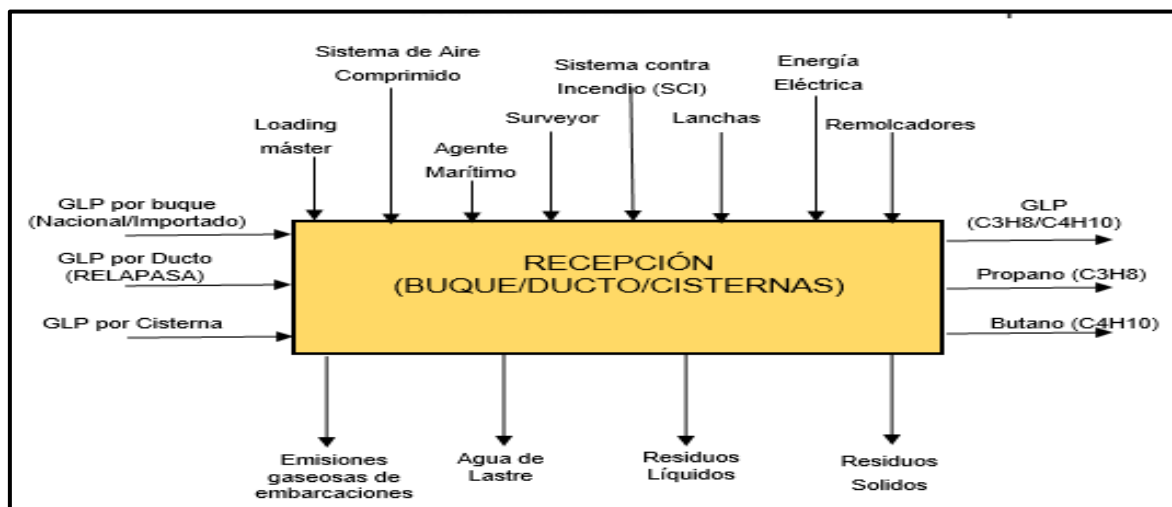 Sistema de Aire
Comprimido
Sistema contra
Incendio (SCI)
Energía
Eléctrica
Loading
máster
Agente
Marítimo
Surveyor
Lanchas
Remolcadores
GLP por buque
(Nacional/Importado)
GLP por Ducto
(RELAPASA)
GLP por Cisterna
RECEPCIÓN
(BUQUE/DUCTO/CISTERNAS)
GLP
(C3H8/C4H10)
Propano (C3H8)
Butano (C4H10)
Emisiones
gaseosas de
embarcaciones
Agua de
Lastre
Residuos
Líquidos
Residuos
Solidos